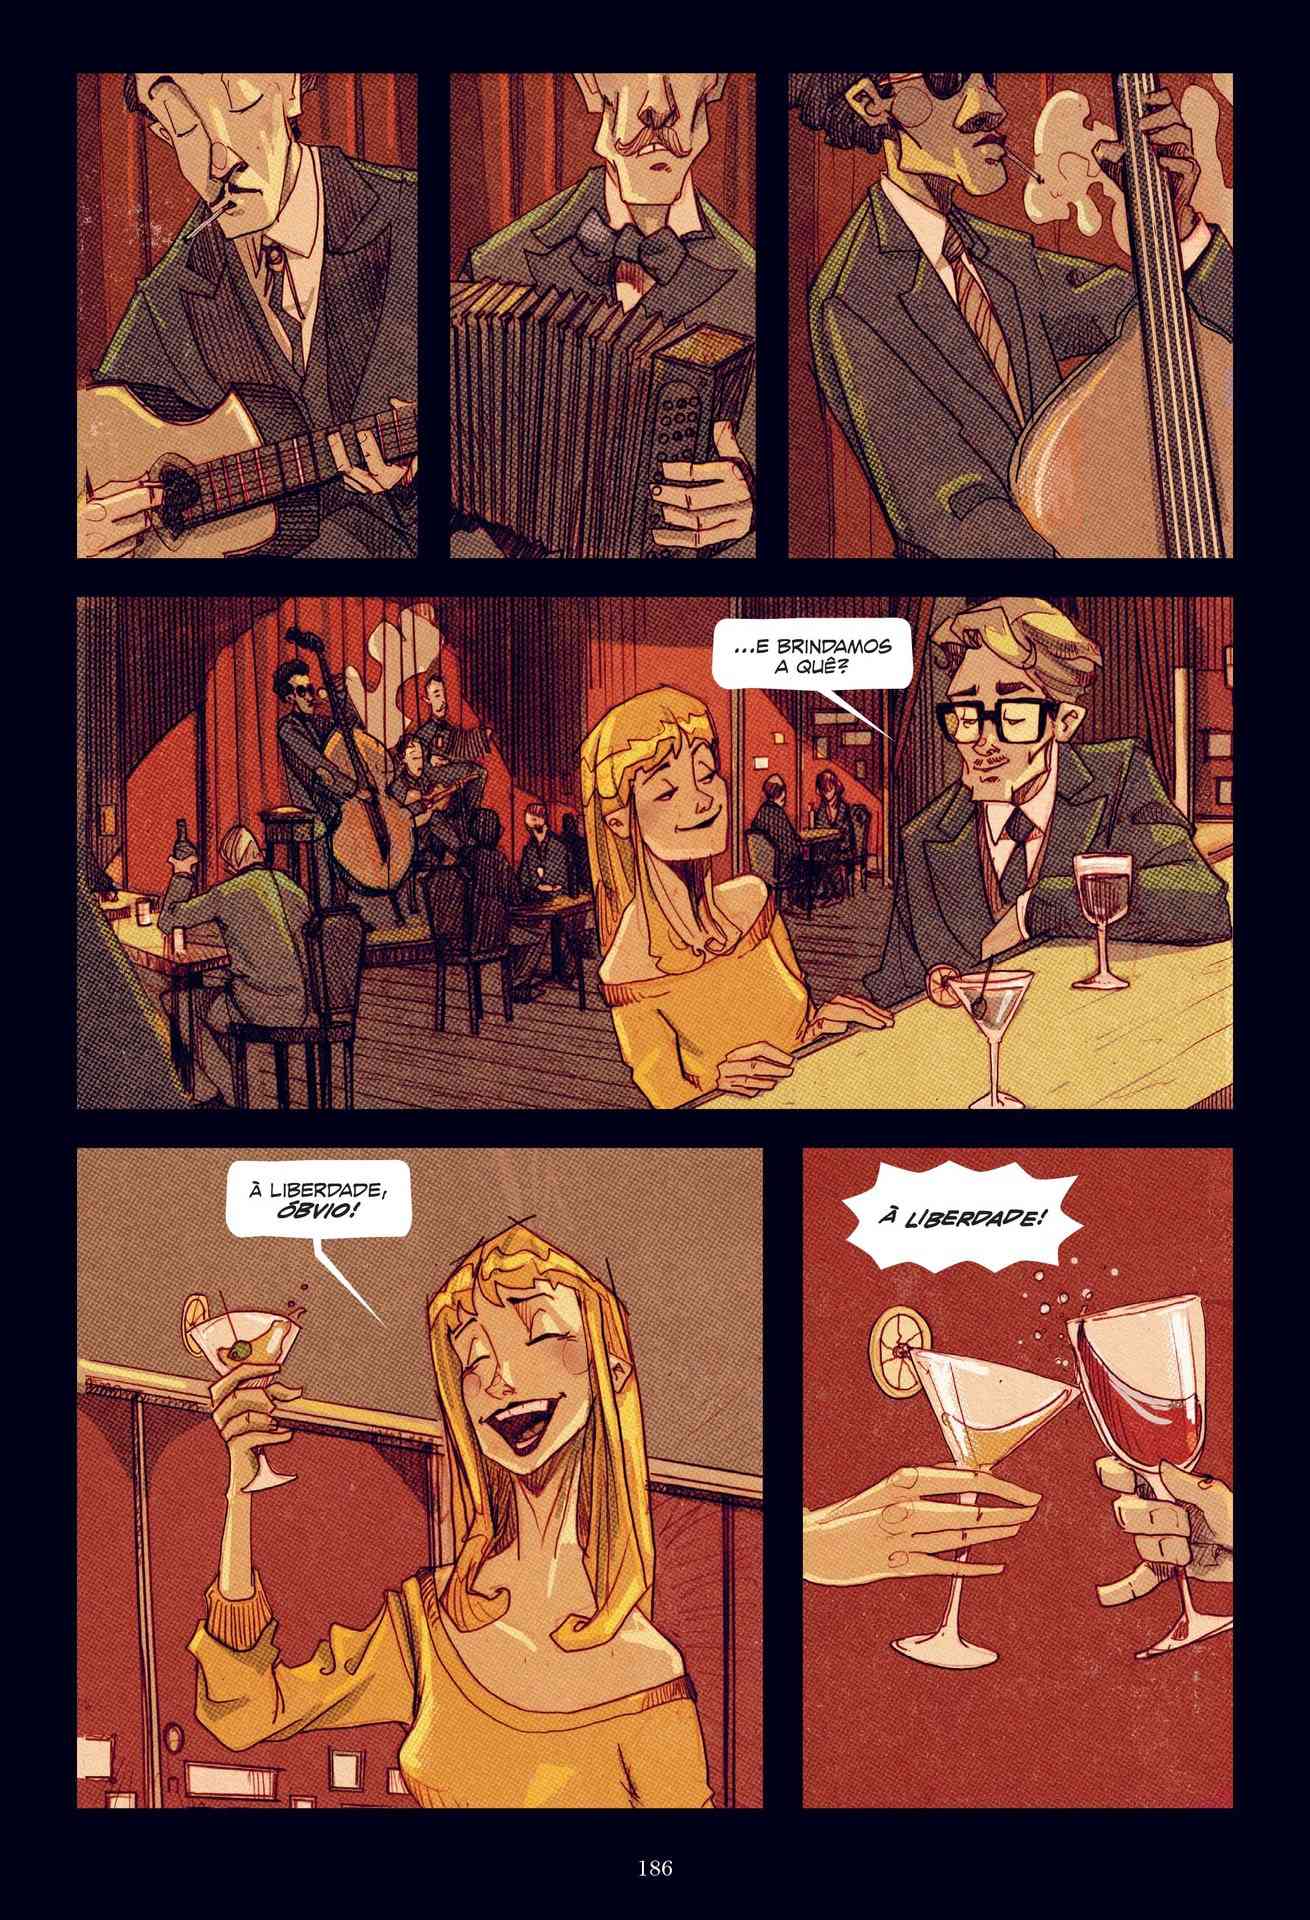 ...E BRINDAMOS
A QUÊ?
À LIBERDADE,
ÓBVIO!
À LIBERDADE!
186